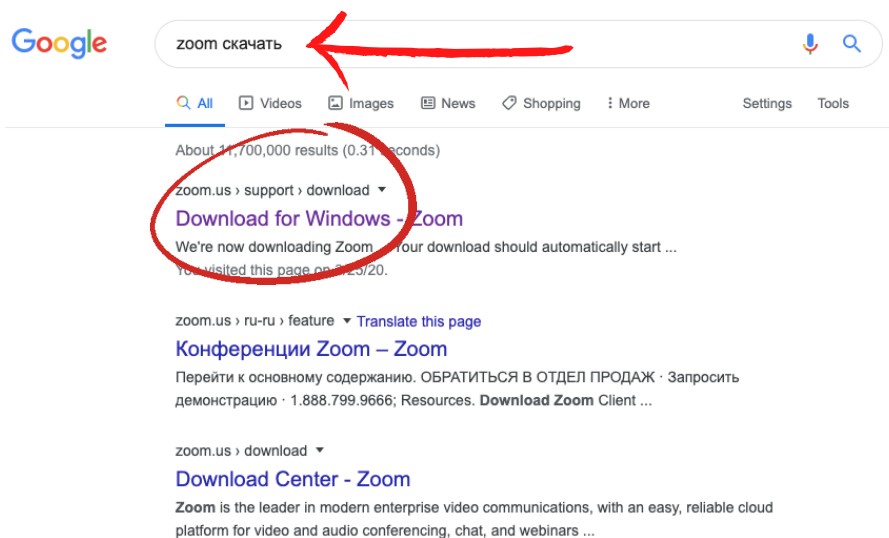 Google
zoom скачать
All Videos Images News Shopping More Settings Tools
About 11,700,000 results (0.31 seconds)
zoom.us › support › download
Download for Windows - Zoom
We're now downloading Zoom ... Your download should automatically start ...
You visited this page on 3/25/20.
zoom.us › ru-ru › feature Translate this page
Конференции Zoom – Zoom
Перейти к основному содержанию. ОБРАТИТЬСЯ В ОТДЕЛ ПРОДАЖ · Запросить
демонстрацию · 1.888.799.9666; Resources. Download Zoom Client ...
zoom.us › download
Download Center - Zoom
Zoom is the leader in modern enterprise video communications, with an easy, reliable cloud
platform for video and audio conferencing, chat, and webinars ...